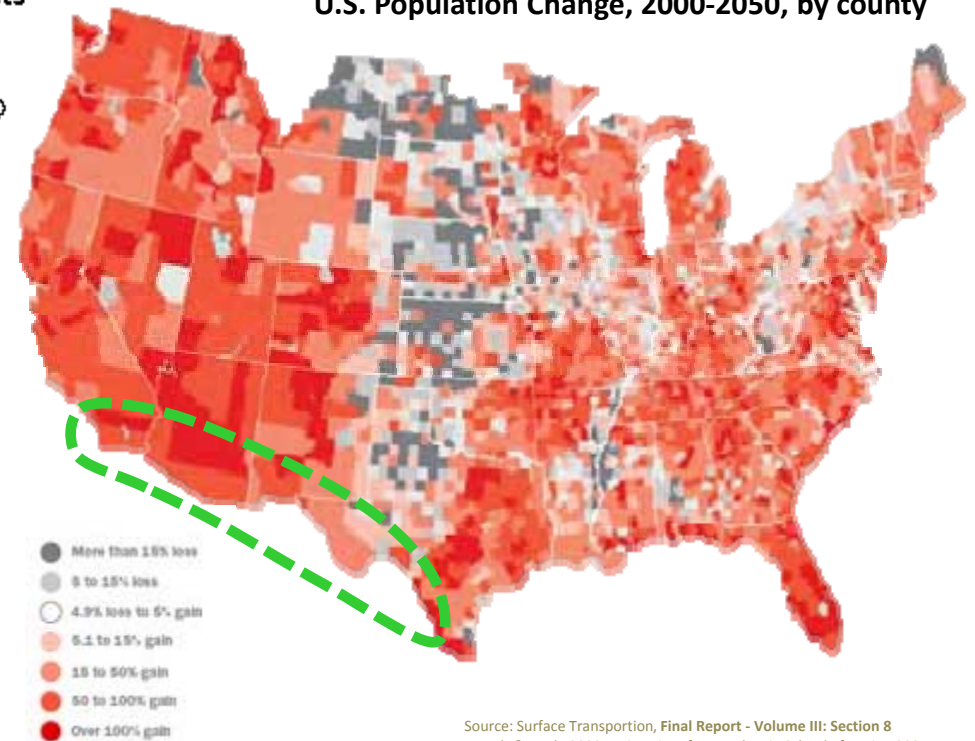 U.S. Population Change, 2000-2050, by county
More than 15% loss
5 to 15% loss
4.9% loss to 5% gain
5.1 to 15% gain
15 to 50% gain
50 to 100% gain
Over 100% gain
Source: Surface Transportion, Final Report - Volume III: Section 8